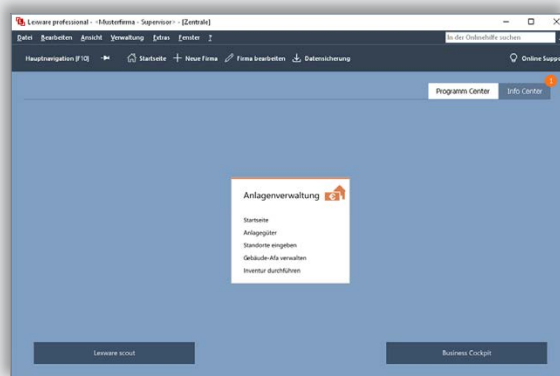 Lexware professional - <Musterfirma - Supervisor> - [Zentrale]
Datei Bearbeiten Ansicht Verwaltung Extras Fenster ?
In der Onlinehilfe suchen
Hauptnavigation [F10] Startseite Neue Firma Firma bearbeiten Datensicherung Online Suppo
1
Programm Center Info Center
Anlagenverwaltung
Startseite
Anlagegüter
Standorte eingeben
Gebäude-Afa verwalten
Inventur durchführen
Lexware scout Business Cockpit